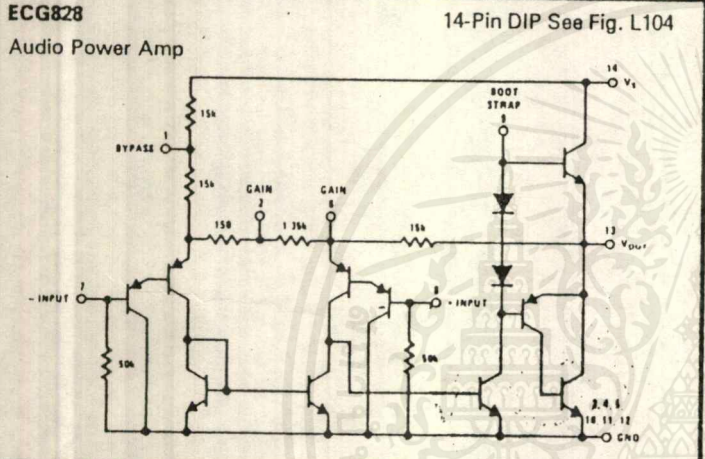 ECG828
14-Pin DIP See Fig. L104
Audio Power Amp
14
V₁
BOOT
STRAP
9
15k
1
BYPASS
15k
GAIN
2
GAIN
6
150
1 35k
15k
13
VOUT
- INPUT
7
8
+ INPUT
50k
50k
3, 4, 5
10, 11, 12
GND